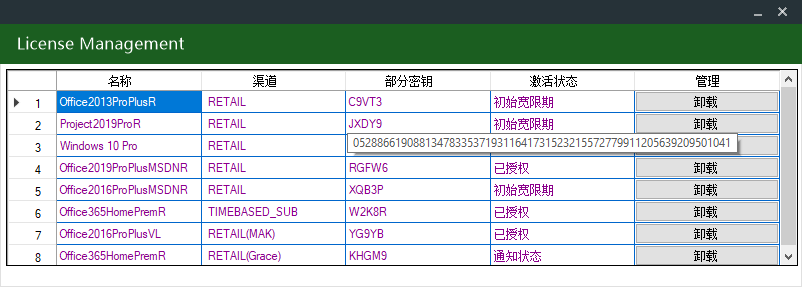 License Management
名称 渠道 部分密钥 激活状态 管理
1 Office2013ProPlusR RETAIL C9VT3 初始宽限期 卸载
2 Project2019ProR RETAIL JXDY9 初始宽限期 卸载
3 Windows 10 Pro RETAIL 052886619088134783353719311641731523215572779911205639209501041 卸载
4 Office2019ProPlusMSDNR RETAIL RGFW6 已授权 卸载
5 Office2016ProPlusMSDNR RETAIL XQB3P 初始宽限期 卸载
6 Office365HomePremR TIMEBASED_SUB W2K8R 已授权 卸载
7 Office2016ProPlusVL RETAIL(MAK) YG9YB 已授权 卸载
8 Office365HomePremR RETAIL(Grace) KHGM9 通知状态 卸载